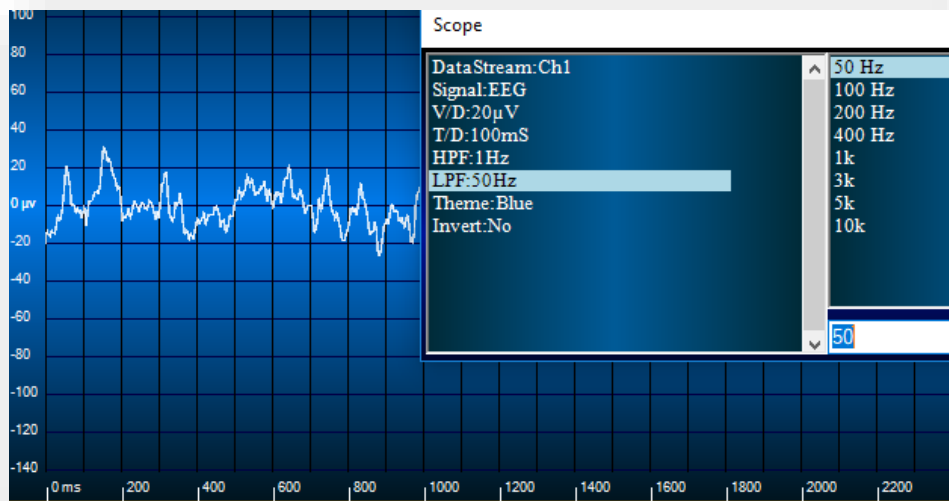 100
80
60
40
20
0 µv
-20
-40
-60
-80
-100
-120
-140
0 ms 200 400 600 800 1000 1200 1400 1600 1800 2000 2200
Scope
DataStream:Ch1
Signal:EEG
V/D:20µV
T/D:100mS
HPF:1Hz
LPF:50Hz
Theme:Blue
Invert:No
50 Hz
100 Hz
200 Hz
400 Hz
1k
3k
5k
10k
50